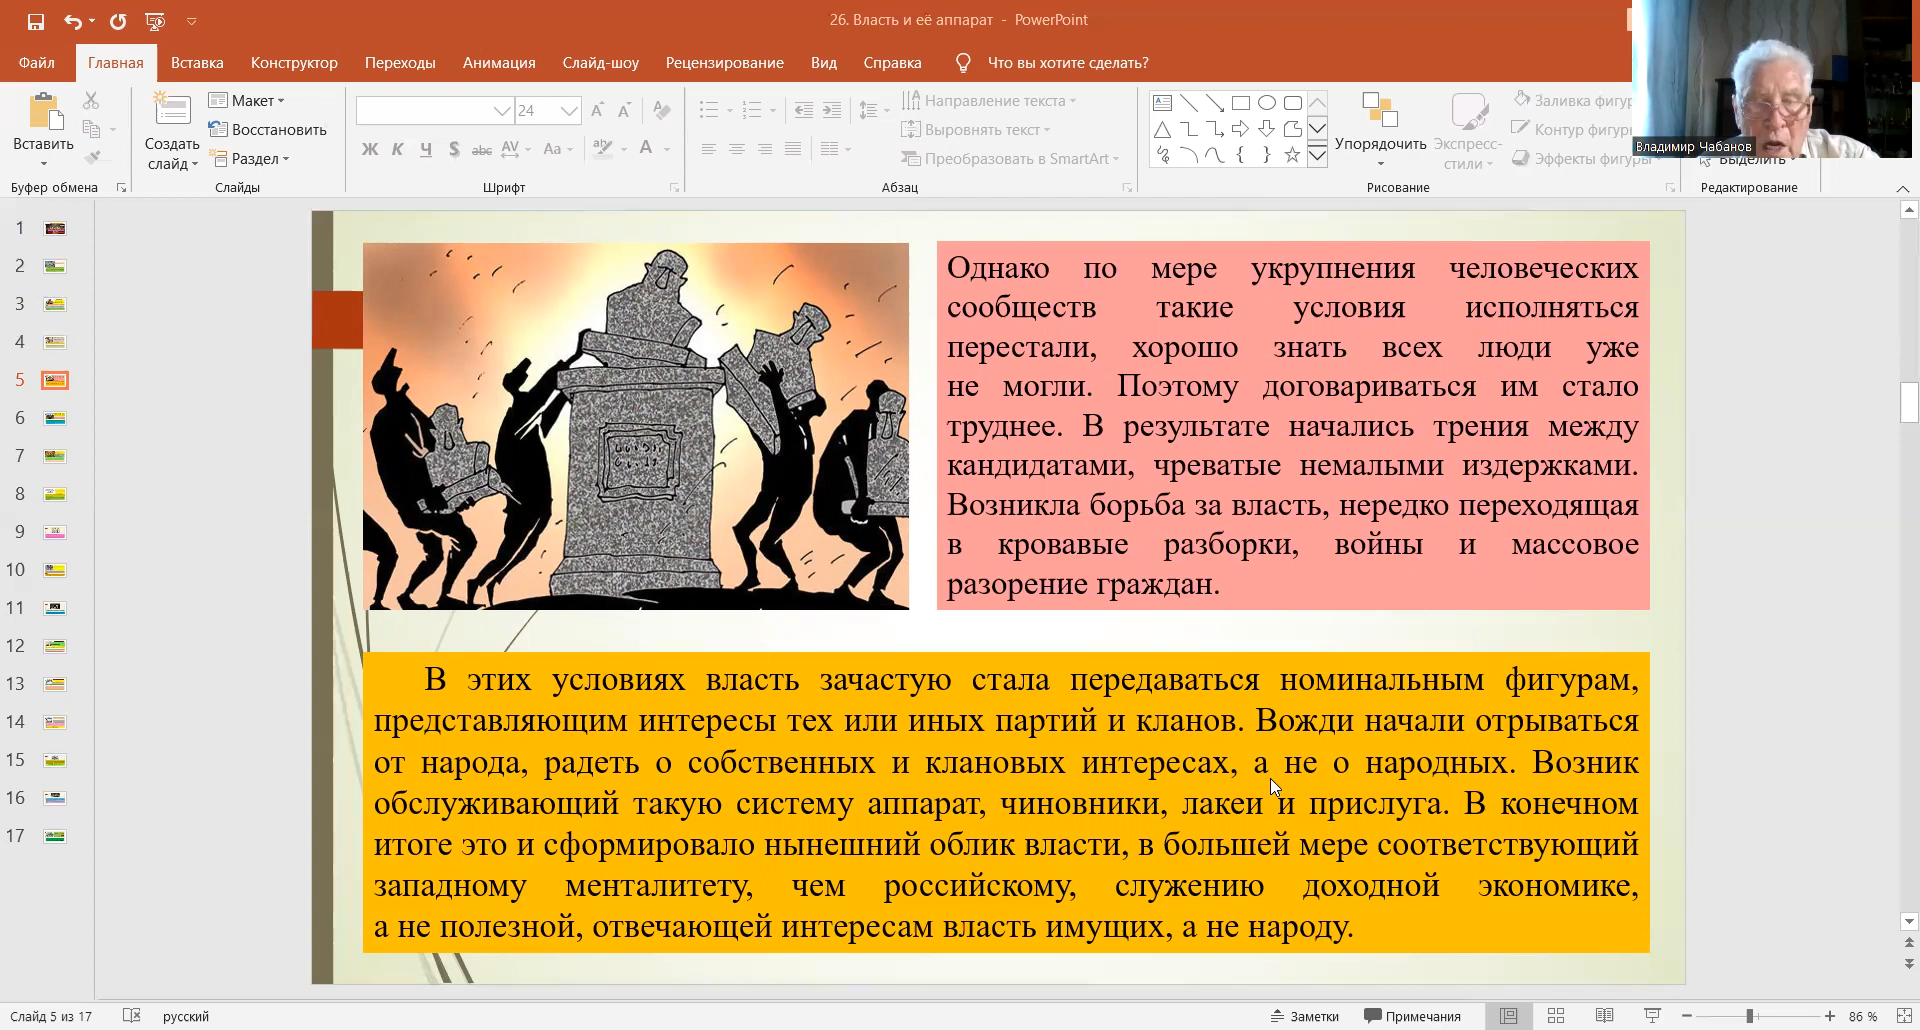 26. Власть и её аппарат - PowerPoint
Файл Главная Вставка Конструктор Переходы Анимация Слайд-шоу Рецензирование Вид Справка Что вы хотите сделать?
Вставить
Буфер обмена
Создать слайд
Макет
Восстановить
Раздел
Слайды
24
Ж К Ч S abc AV Aa A
Шрифт
Направление текста
Выровнять текст
Преобразовать в SmartArt
Абзац
Упорядочить
Экспресс-стили
Заливка фигур
Контур фигуры
Эффекты фигуры
Рисование
Выделить
Редактирование
Владимир Чабанов
1
2
3
4
5
6
7
8
9
10
11
12
13
14
15
16
17
Однако по мере укрупнения человеческих
сообществ такие условия исполняться
перестали, хорошо знать всех люди уже
не могли. Поэтому договариваться им стало
труднее. В результате начались трения между
кандидатами, чреватые немалыми издержками.
Возникла борьба за власть, нередко переходящая
в кровавые разборки, войны и массовое
разорение граждан.
В этих условиях власть зачастую стала передаваться номинальным фигурам,
представляющим интересы тех или иных партий и кланов. Вожди начали отрываться
от народа, радеть о собственных и клановых интересах, а не о народных. Возник
обслуживающий такую систему аппарат, чиновники, лакеи и прислуга. В конечном
итоге это и сформировало нынешний облик власти, в большей мере соответствующий
западному менталитету, чем российскому, служению доходной экономике,
а не полезной, отвечающей интересам власть имущих, а не народу.
Слайд 5 из 17 русский Заметки Примечания 86 %